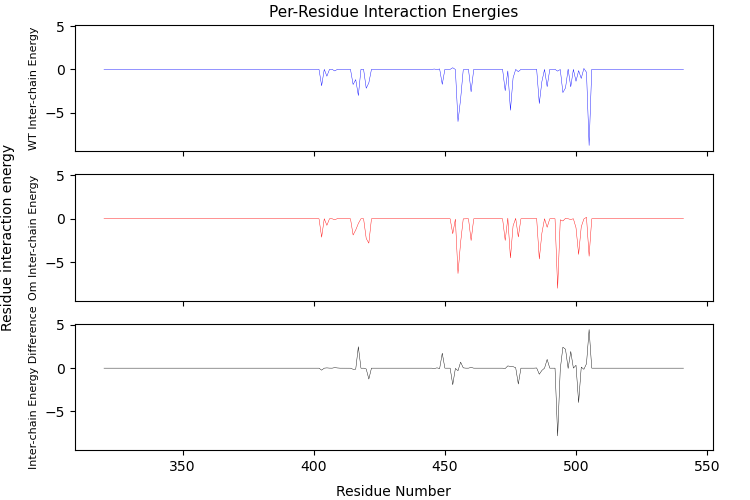 Per-Residue Interaction Energies
Residue interaction energy
WT Inter-chain Energy
5
0
−5
Om Inter-chain Energy
5
0
−5
Inter-chain Energy Difference
5
0
−5
350
400
450
500
550
Residue Number